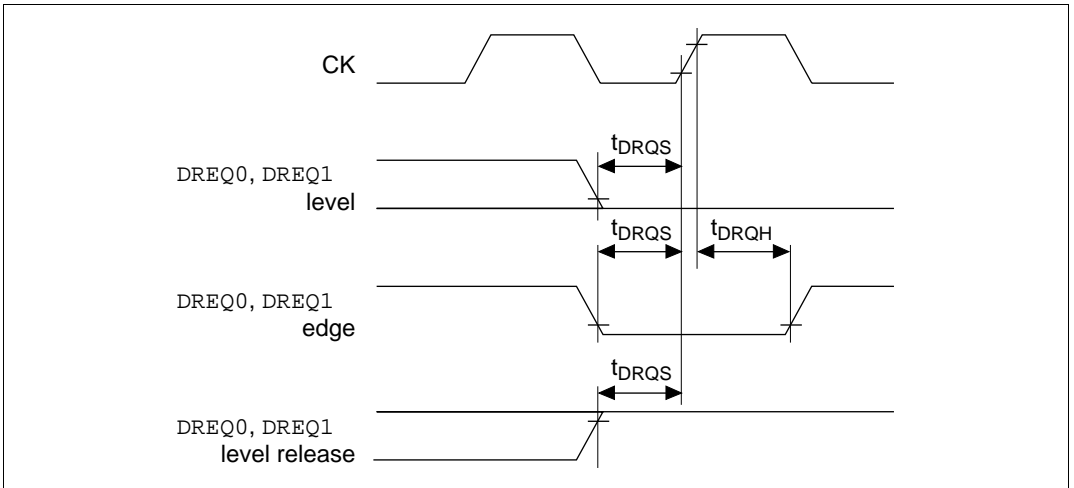 CK
tDRQS
DREQ0, DREQ1
level
tDRQS
tDRQH
DREQ0, DREQ1
edge
tDRQS
DREQ0, DREQ1
level release